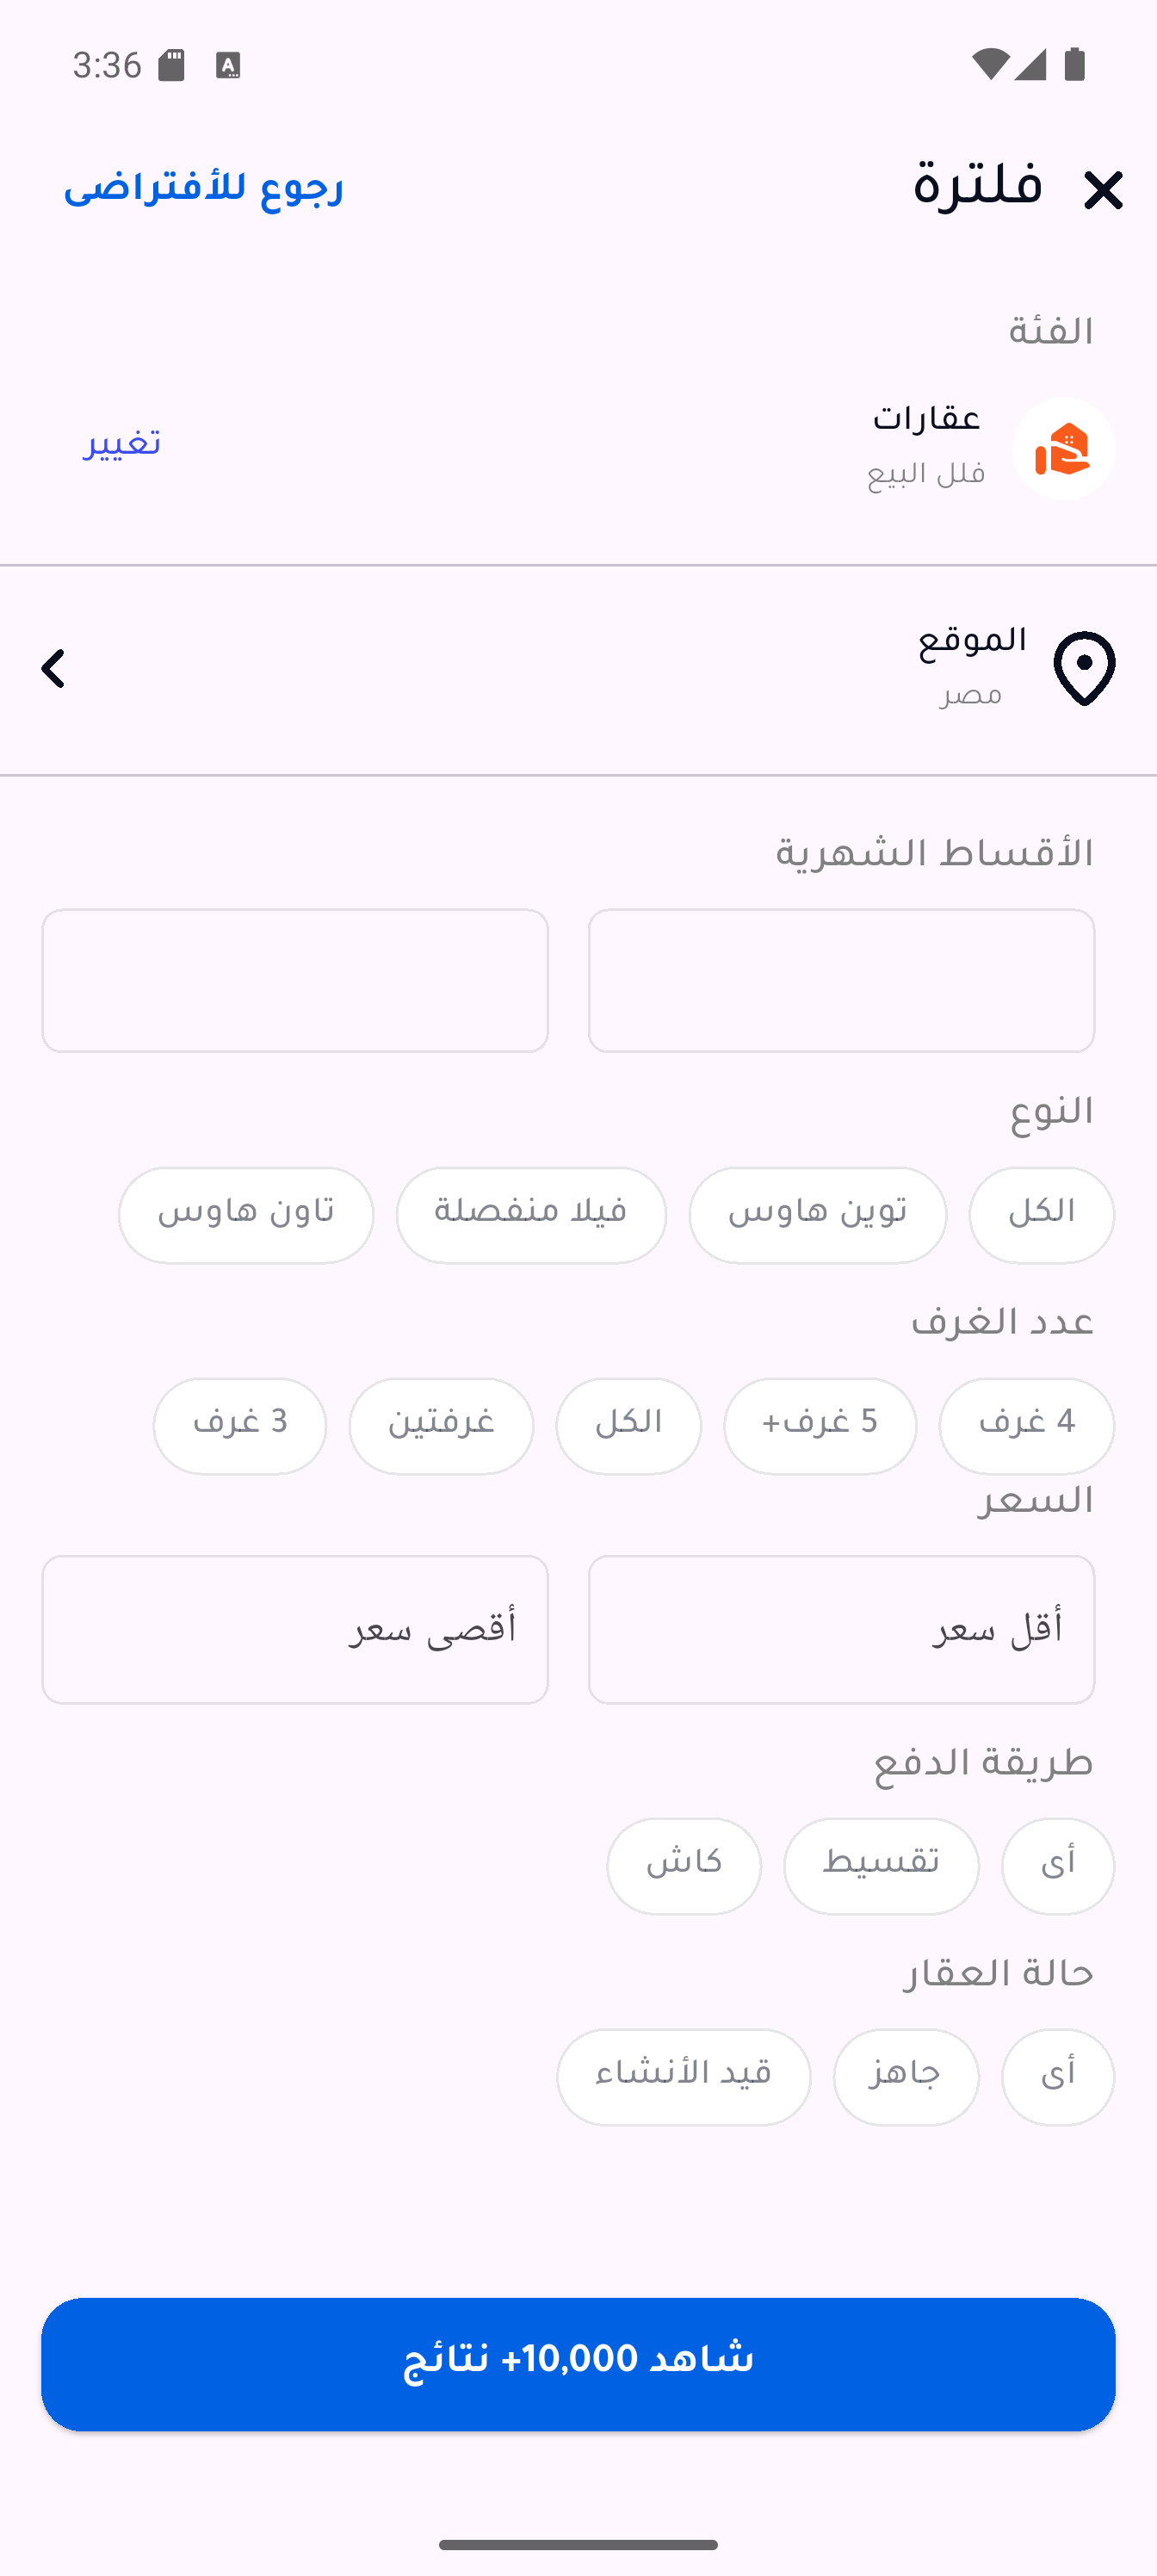 3:36
فلترة
رجوع للأفتراضى
الفئة
عقارات
فلل البيع
تغيير
الموقع
مصر
الأقساط الشهرية
النوع
الكل
توين هاوس
فيلا منفصلة
تاون هاوس
عدد الغرف
4 غرف
5 غرف+
الكل
غرفتين
3 غرف
السعر
أقل سعر
أقصى سعر
طريقة الدفع
أى
تقسيط
كاش
حالة العقار
أى
جاهز
قيد الأنشاء
شاهد 10,000+ نتائج